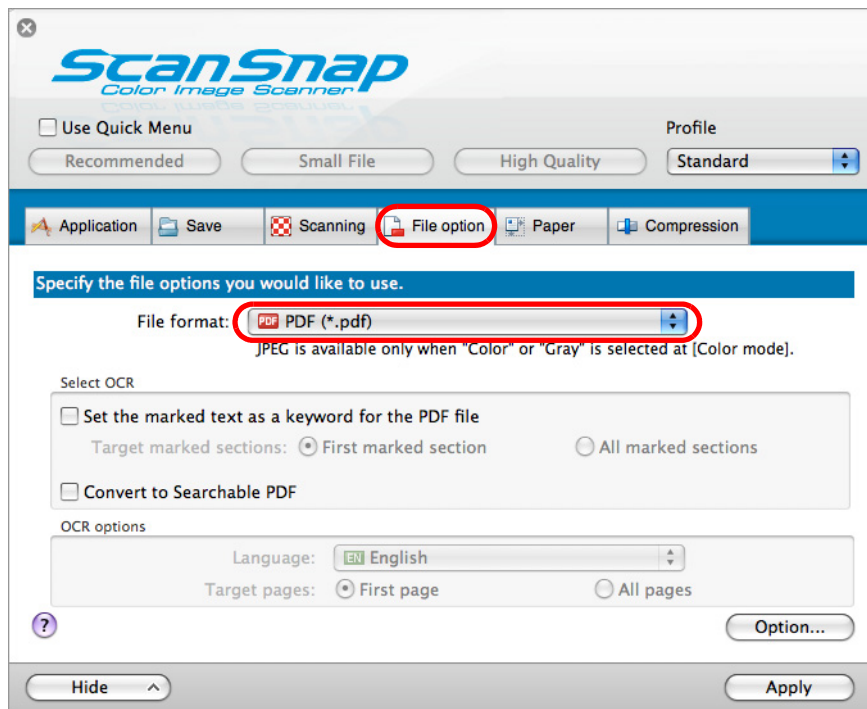 ScanSnap
Color Image Scanner
Use Quick Menu
Profile
Recommended Small File High Quality Standard
Application Save Scanning File option Paper Compression
Specify the file options you would like to use.
File format: PDF PDF (*.pdf)
JPEG is available only when "Color" or "Gray" is selected at [Color mode].
Select OCR
Set the marked text as a keyword for the PDF file
Target marked sections: First marked section All marked sections
Convert to Searchable PDF
OCR options
Language: EN English
Target pages: First page All pages
? Option...
Hide Apply